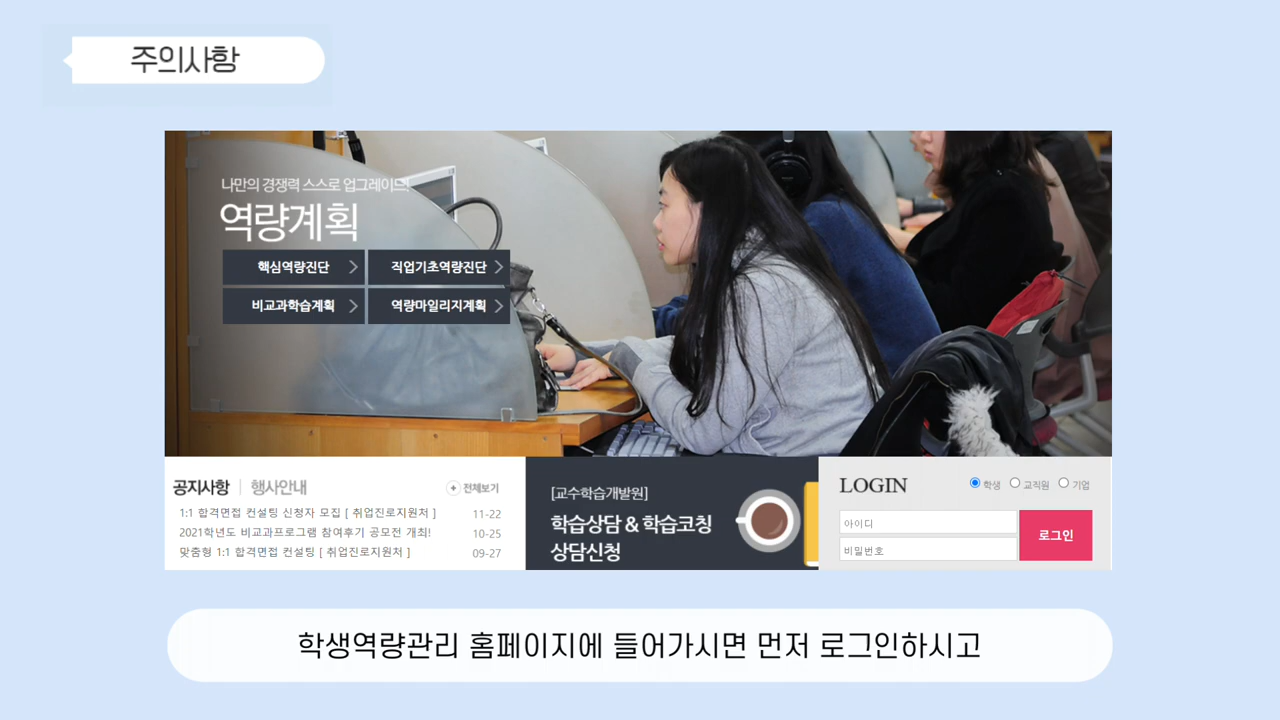 주의사항
나만의 경쟁력 스스로 업그레이드!
역량계획
핵심역량진단
직업기초역량진단
비교과학습계획
역량마일리지계획
공지사항 | 행사안내
전체보기
1:1 합격면접 컨설팅 신청자 모집 [ 취업진로지원처 ] 11-22
2021학년도 비교과프로그램 참여후기 공모전 개최! 10-25
맞춤형 1:1 합격면접 컨설팅 [ 취업진로지원처 ] 09-27
[교수학습개발원]
학습상담 & 학습코칭
상담신청
LOGIN
학생 교직원 기업
아이디
비밀번호
로그인
학생역량관리 홈페이지에 들어가시면 먼저 로그인하시고